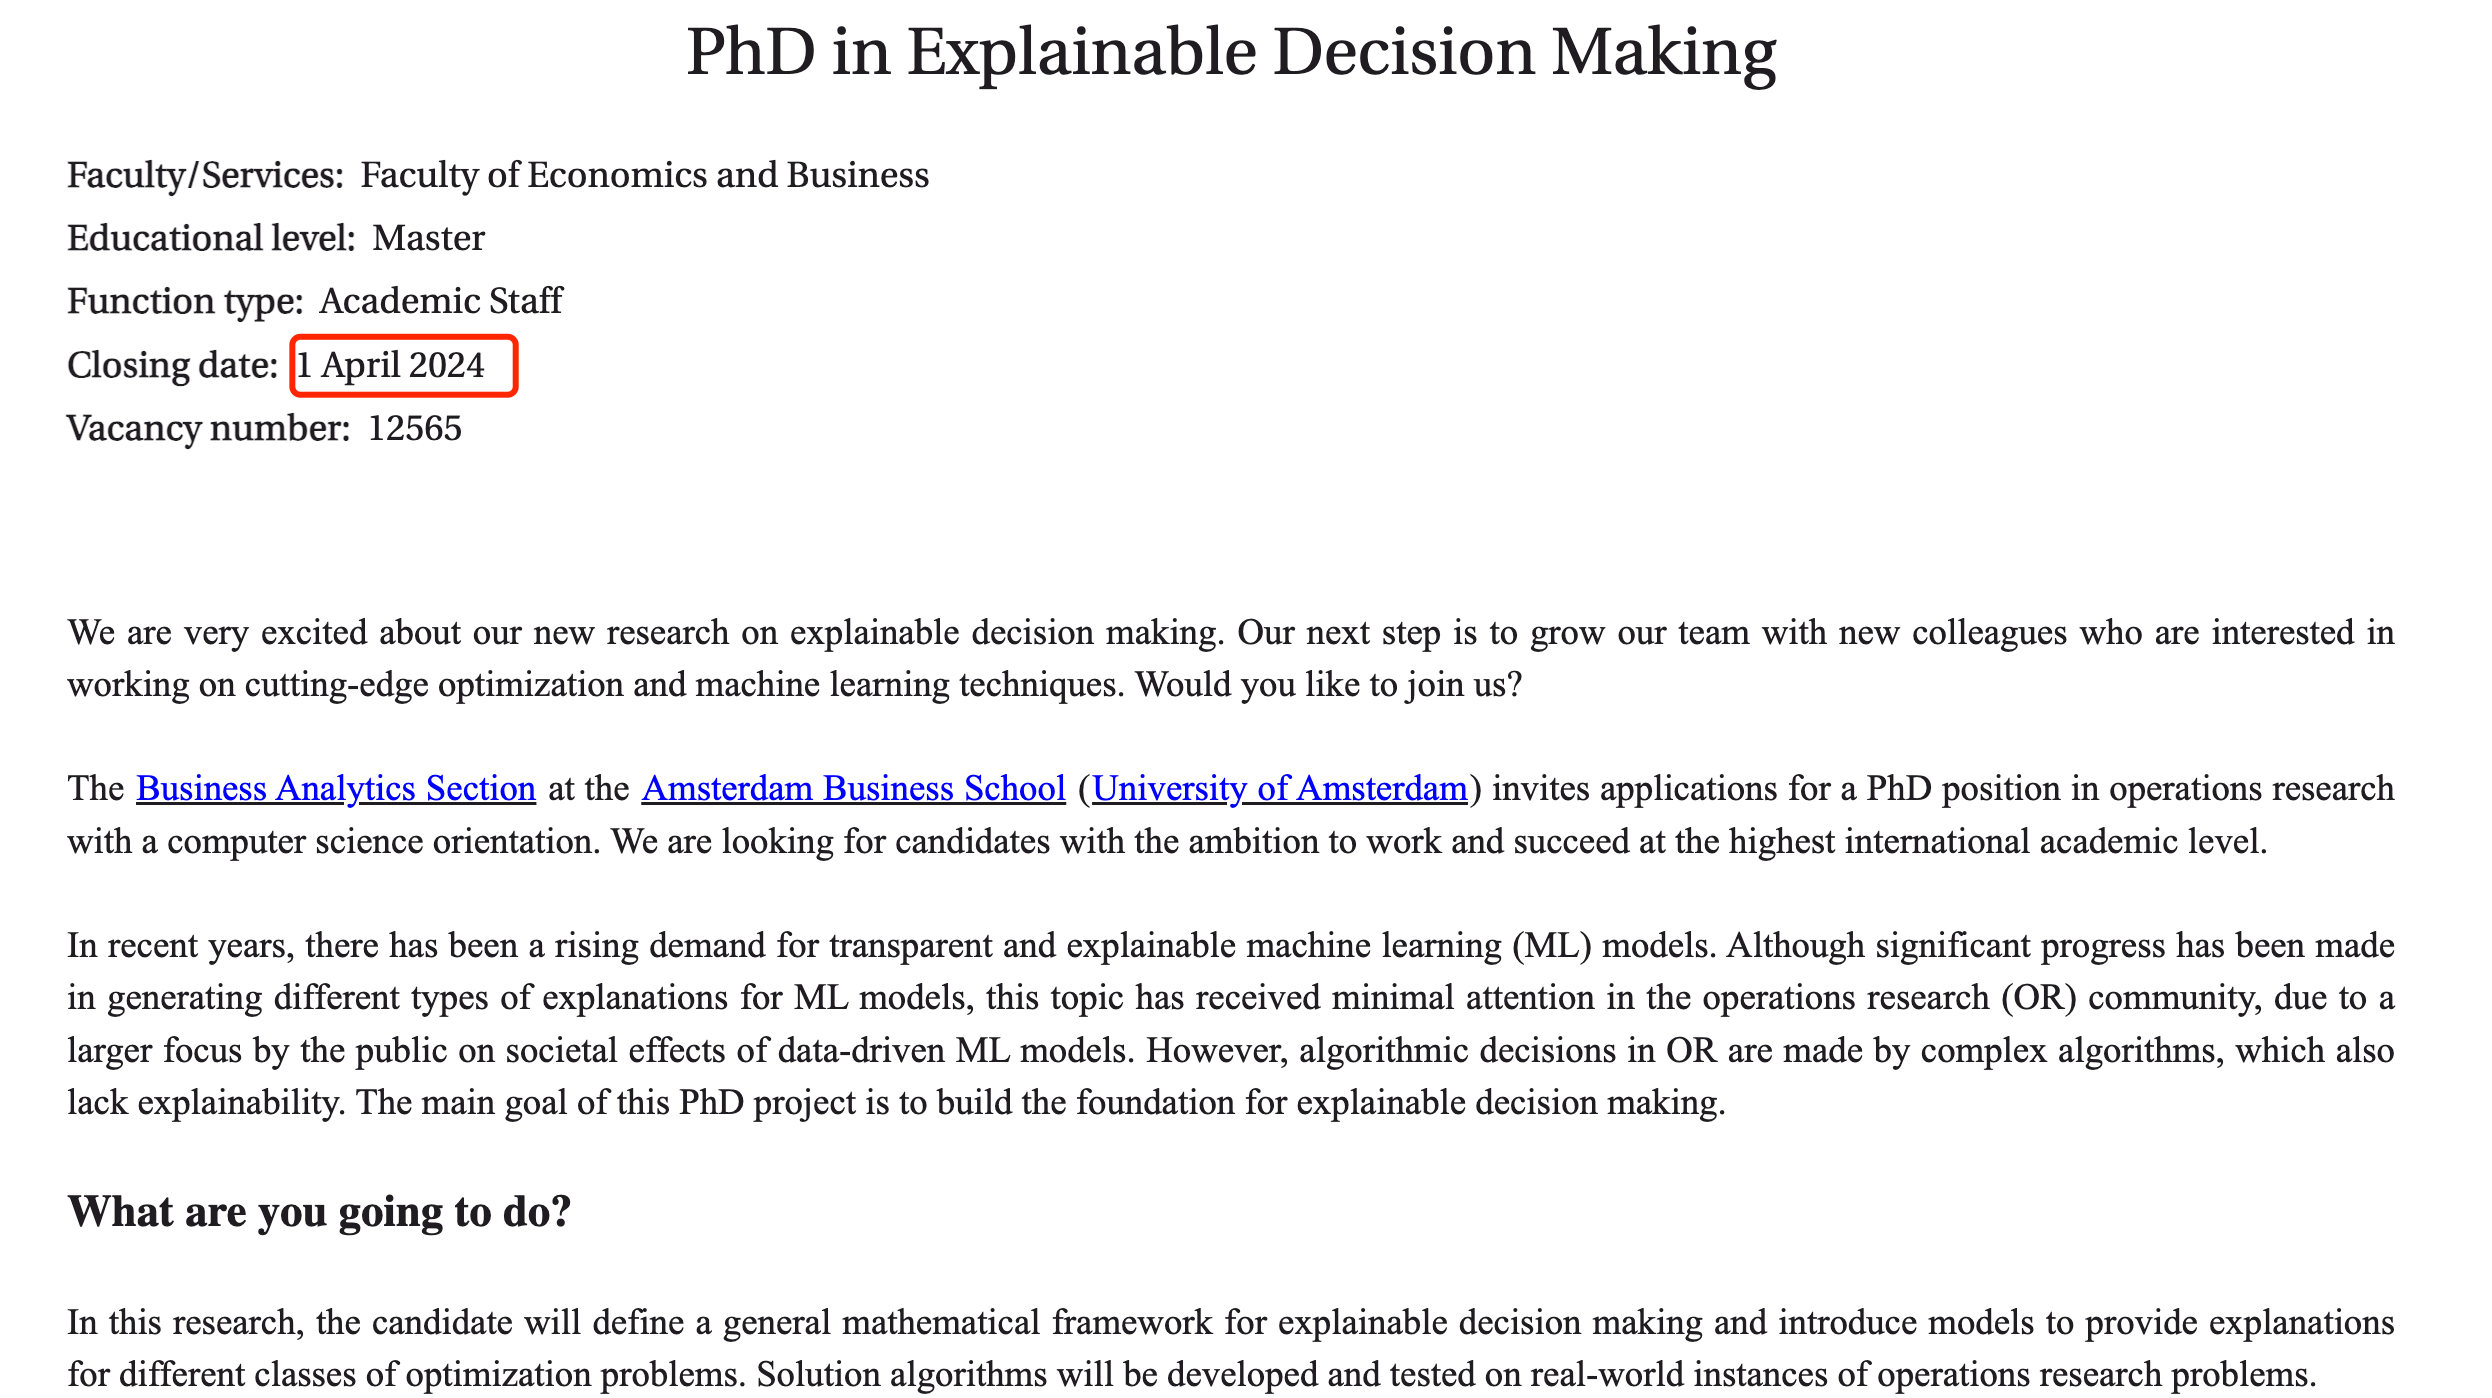 PhD in Explainable Decision Making
Faculty/Services: Faculty of Economics and Business
Educational level: Master
Function type: Academic Staff
Closing date: 1 April 2024
Vacancy number: 12565
We are very excited about our new research on explainable decision making. Our next step is to grow our team with new colleagues who are interested in
working on cutting-edge optimization and machine learning techniques. Would you like to join us?
The Business Analytics Section at the Amsterdam Business School (University of Amsterdam) invites applications for a PhD position in operations research
with a computer science orientation. We are looking for candidates with the ambition to work and succeed at the highest international academic level.
In recent years, there has been a rising demand for transparent and explainable machine learning (ML) models. Although significant progress has been made
in generating different types of explanations for ML models, this topic has received minimal attention in the operations research (OR) community, due to a
larger focus by the public on societal effects of data-driven ML models. However, algorithmic decisions in OR are made by complex algorithms, which also
lack explainability. The main goal of this PhD project is to build the foundation for explainable decision making.
What are you going to do?
In this research, the candidate will define a general mathematical framework for explainable decision making and introduce models to provide explanations
for different classes of optimization problems. Solution algorithms will be developed and tested on real-world instances of operations research problems.